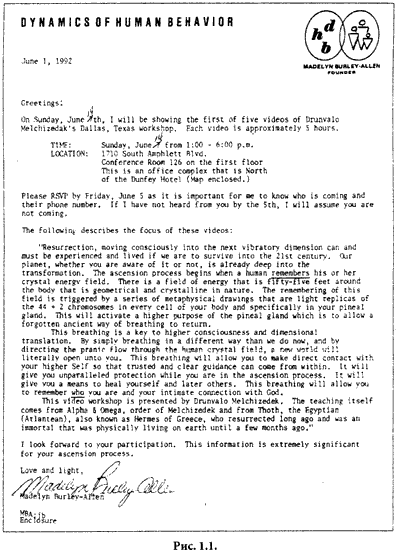 DYNAMICS OF HUMAN BEHAVIOR
hdb
MADELYN BURLEY-ALLEN
FOUNDER
June 1, 1992
Greetings:
On Sunday, June 14th, I will be showing the first of five videos of Drunvalo
Melchizedek's Dallas, Texas workshop. Each video is approximately 5 hours.
TIME: Sunday, June 14 from 1:00 - 6:00 p.m.
LOCATION: 1710 South Amphlett Blvd.
Conference Room 126 on the first floor
This is an office complex that is North
of the Dunfey Hotel (Map enclosed.)
Please RSVP by Friday, June 5 as it is important for me to know who is coming and
their phone number. If I have not heard from you by the 5th, I will assume you are
not coming.
The following describes the focus of these videos:
"Resurrection, moving consciously into the next vibratory dimension can and
must be experienced and lived if we are to survive into the 21st century. Our
planet, whether you are aware of it or not, is already deep into the
transformation. The ascension process begins when a human remembers his or her
crystal energy field. There is a field of energy that is fifty-five feet around
the body that is geometrical and crystalline in nature. The remembering of this
field is triggered by a series of metaphysical drawings that are light replicas of
the 44 + 2 chromosomes in every cell of your body and specifically in your pineal
gland. This will activate a higher purpose of the pineal gland which is to allow a
forgotten ancient way of breathing to return.
This breathing is a key to higher consciousness and dimensional
translation. By simply breathing in a different way than we do now, and by
directing the pranic flow through the human crystal field, a new world will
literally open unto you. This breathing will allow you to make direct contact with
your higher Self so that trusted and clear guidance can come from within. It will
give you unparalleled protection while you are in the ascension process. It will
give you a means to heal yourself and later others. This breathing will allow you
to remember who you are and your intimate connection with God.
This video workshop is presented by Drunvalo Melchizedek. The teaching itself
comes from Alpha & Omega, order of Melchizedek and from Thoth, the Egyptian
(Atlantean), also known as Hermes of Greece, who resurrected long ago and was an
immortal that was physically living on earth until a few months ago."
I look forward to your participation. This information is extremely significant
for your ascension process.
Love and light,
Madelyn Burley-Allen
Madelyn Burley-Allen
MBA:jb
Enclosure
Рис. 1.1.